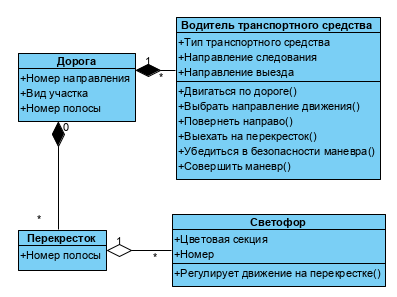 Водитель транспортного средства
+Тип транспортного средства
+Направление следования
+Направление выезда
+Двигаться по дороге()
+Выбрать направление движения()
+Повернеть направо()
+Выехать на перекресток()
+Убедиться в безопасности маневра()
+Совершить маневр()
Дорога
+Номер направления
+Вид участка
+Номер полосы
1
*
0
*
Перекресток
+Номер полосы
1
*
Светофор
+Цветовая секция
+Номер
+Регулирует движение на перекрестке()